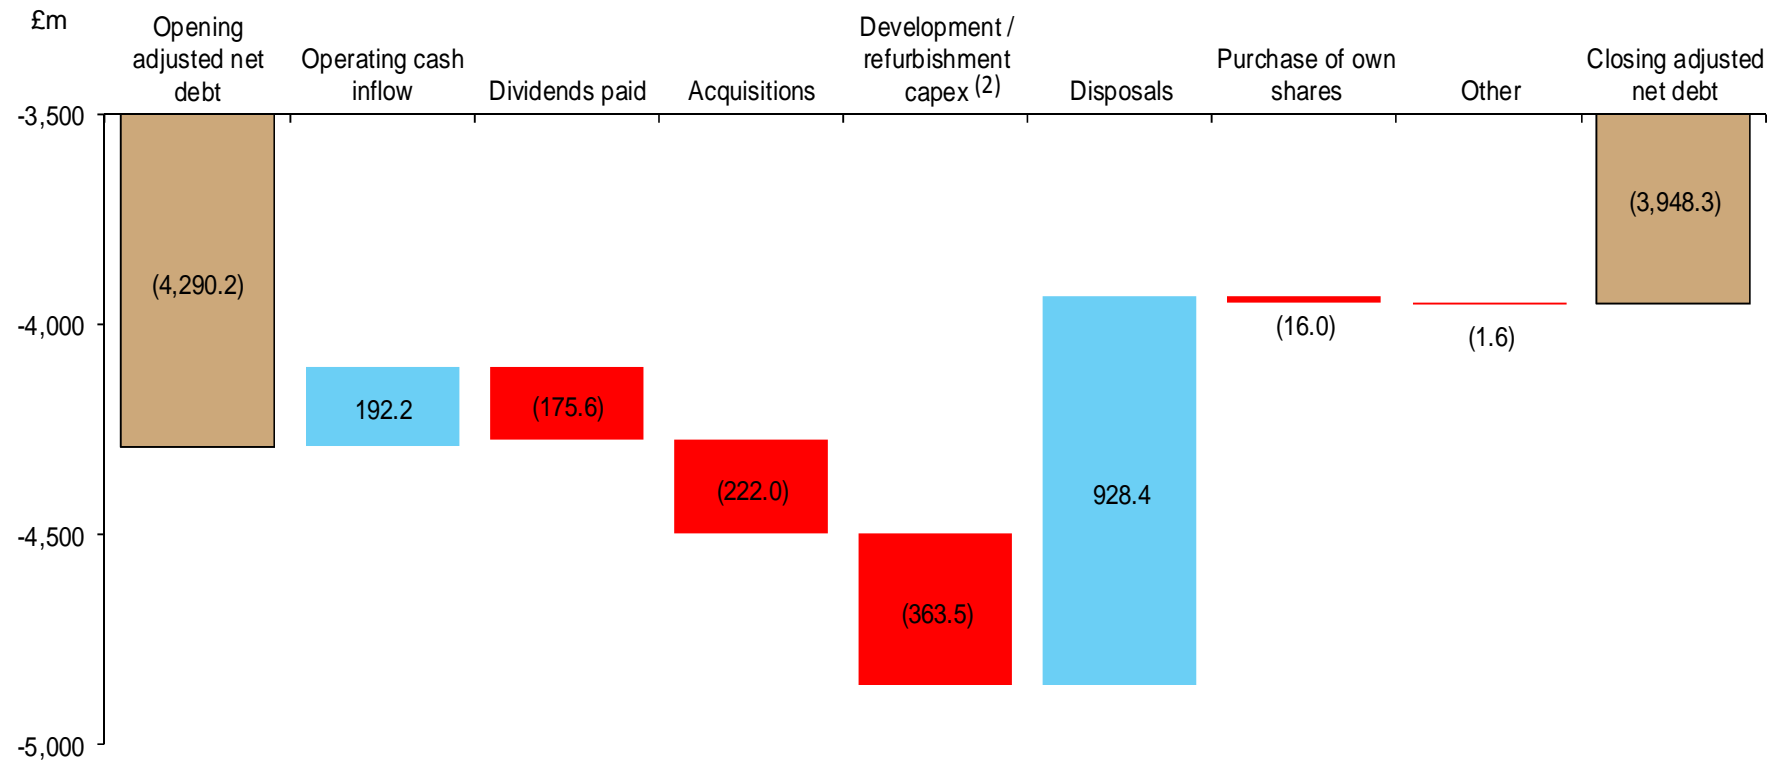 £m
Opening
adjusted net
debt
Operating cash
inflow
Dividends paid
Acquisitions
Development /
refurbishment
capex (2)
Disposals
Purchase of own
shares
Other
Closing adjusted
net debt
-3,500
-4,000
-4,500
-5,000
(4,290.2)
192.2
(175.6)
(222.0)
(363.5)
928.4
(16.0)
(1.6)
(3,948.3)